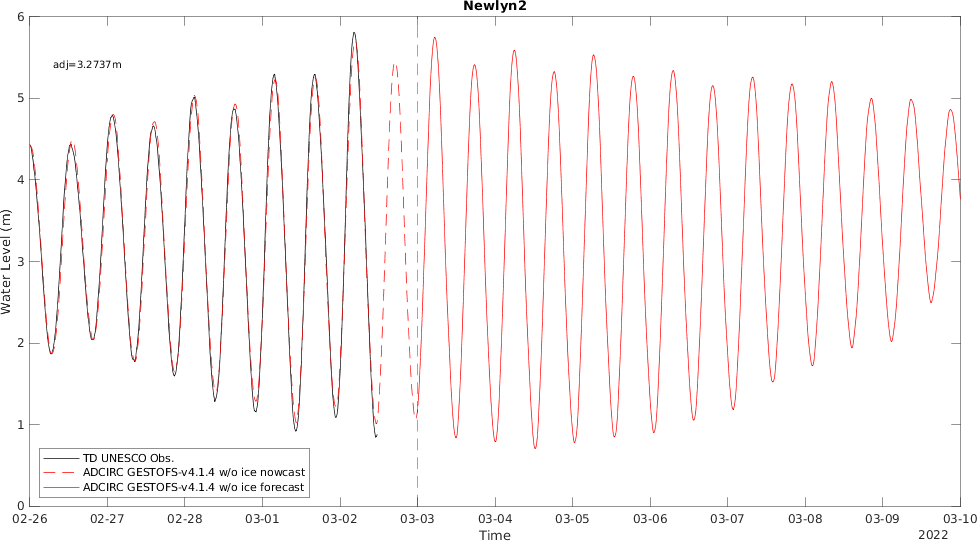 Newlyn2
adj=3.2737m
6
5
4
3
2
1
0
Water Level (m)
TD UNESCO Obs.
ADCIRC GESTOFS-v4.1.4 w/o ice nowcast
ADCIRC GESTOFS-v4.1.4 w/o ice forecast
02-26 02-27 02-28 03-01 03-02 03-03 03-04 03-05 03-06 03-07 03-08 03-09 03-10
Time
2022